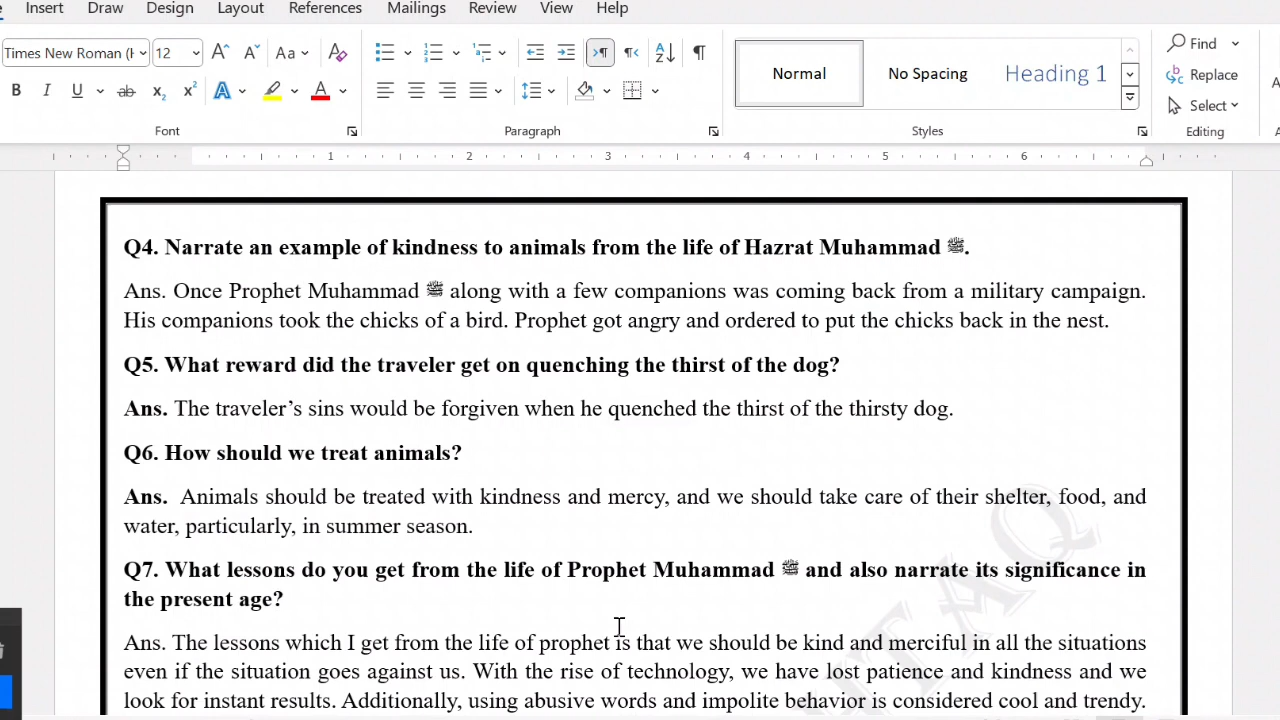 Insert Draw Design Layout References Mailings Review View Help
Times New Roman (H 12 Aa Normal No Spacing Heading 1 Find
B I U ab x₂ x² A A Replace
Select
Font Paragraph Styles Editing
1 2 3 4 5 6
Q4. Narrate an example of kindness to animals from the life of Hazrat Muhammad ﷺ.
Ans. Once Prophet Muhammad ﷺ along with a few companions was coming back from a military campaign.
His companions took the chicks of a bird. Prophet got angry and ordered to put the chicks back in the nest.
Q5. What reward did the traveler get on quenching the thirst of the dog?
Ans. The traveler’s sins would be forgiven when he quenched the thirst of the thirsty dog.
Q6. How should we treat animals?
Ans. Animals should be treated with kindness and mercy, and we should take care of their shelter, food, and
water, particularly, in summer season.
Q7. What lessons do you get from the life of Prophet Muhammad ﷺ and also narrate its significance in
the present age?
Ans. The lessons which I get from the life of prophet is that we should be kind and merciful in all the situations
even if the situation goes against us. With the rise of technology, we have lost patience and kindness and we
look for instant results. Additionally, using abusive words and impolite behavior is considered cool and trendy.